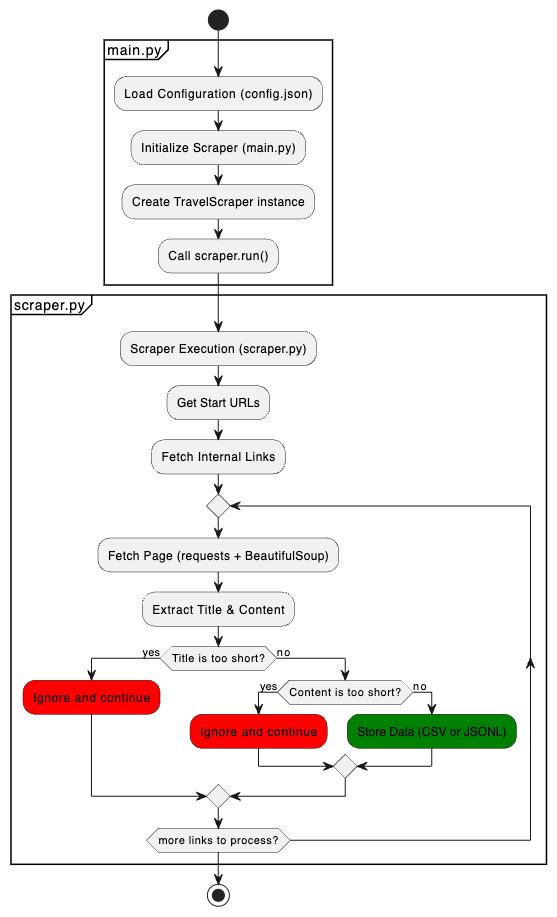 main.py
Load Configuration (config.json)
Initialize Scraper (main.py)
Create TravelScraper instance
Call scraper.run()
scraper.py
Scraper Execution (scraper.py)
Get Start URLs
Fetch Internal Links
Fetch Page (requests + BeautifulSoup)
Extract Title & Content
yes
Title is too short?
no
Ignore and continue
yes
Content is too short?
no
Ignore and continue
Store Data (CSV or JSONL)
more links to process?